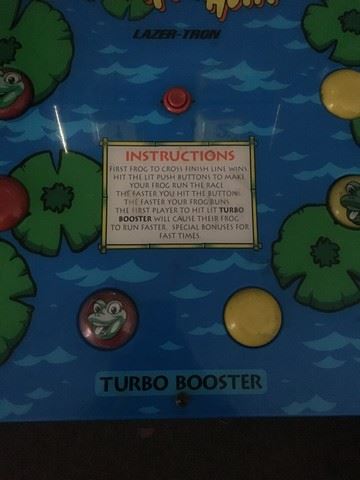 LAZER-TRON
INSTRUCTIONS
FIRST FROG TO CROSS FINISH LINE WINS
HIT THE LIT PUSH BUTTONS TO MAKE
YOUR FROG RUN THE RACE
THE FASTER YOU HIT THE BUTTONS
THE FASTER YOUR FROG RUNS
THE FIRST PLAYER TO HIT LIT TURBO
BOOSTER WILL CAUSE THEIR FROG
TO RUN FASTER. SPECIAL BONUSES FOR
FAST TIMES.
TURBO BOOSTER